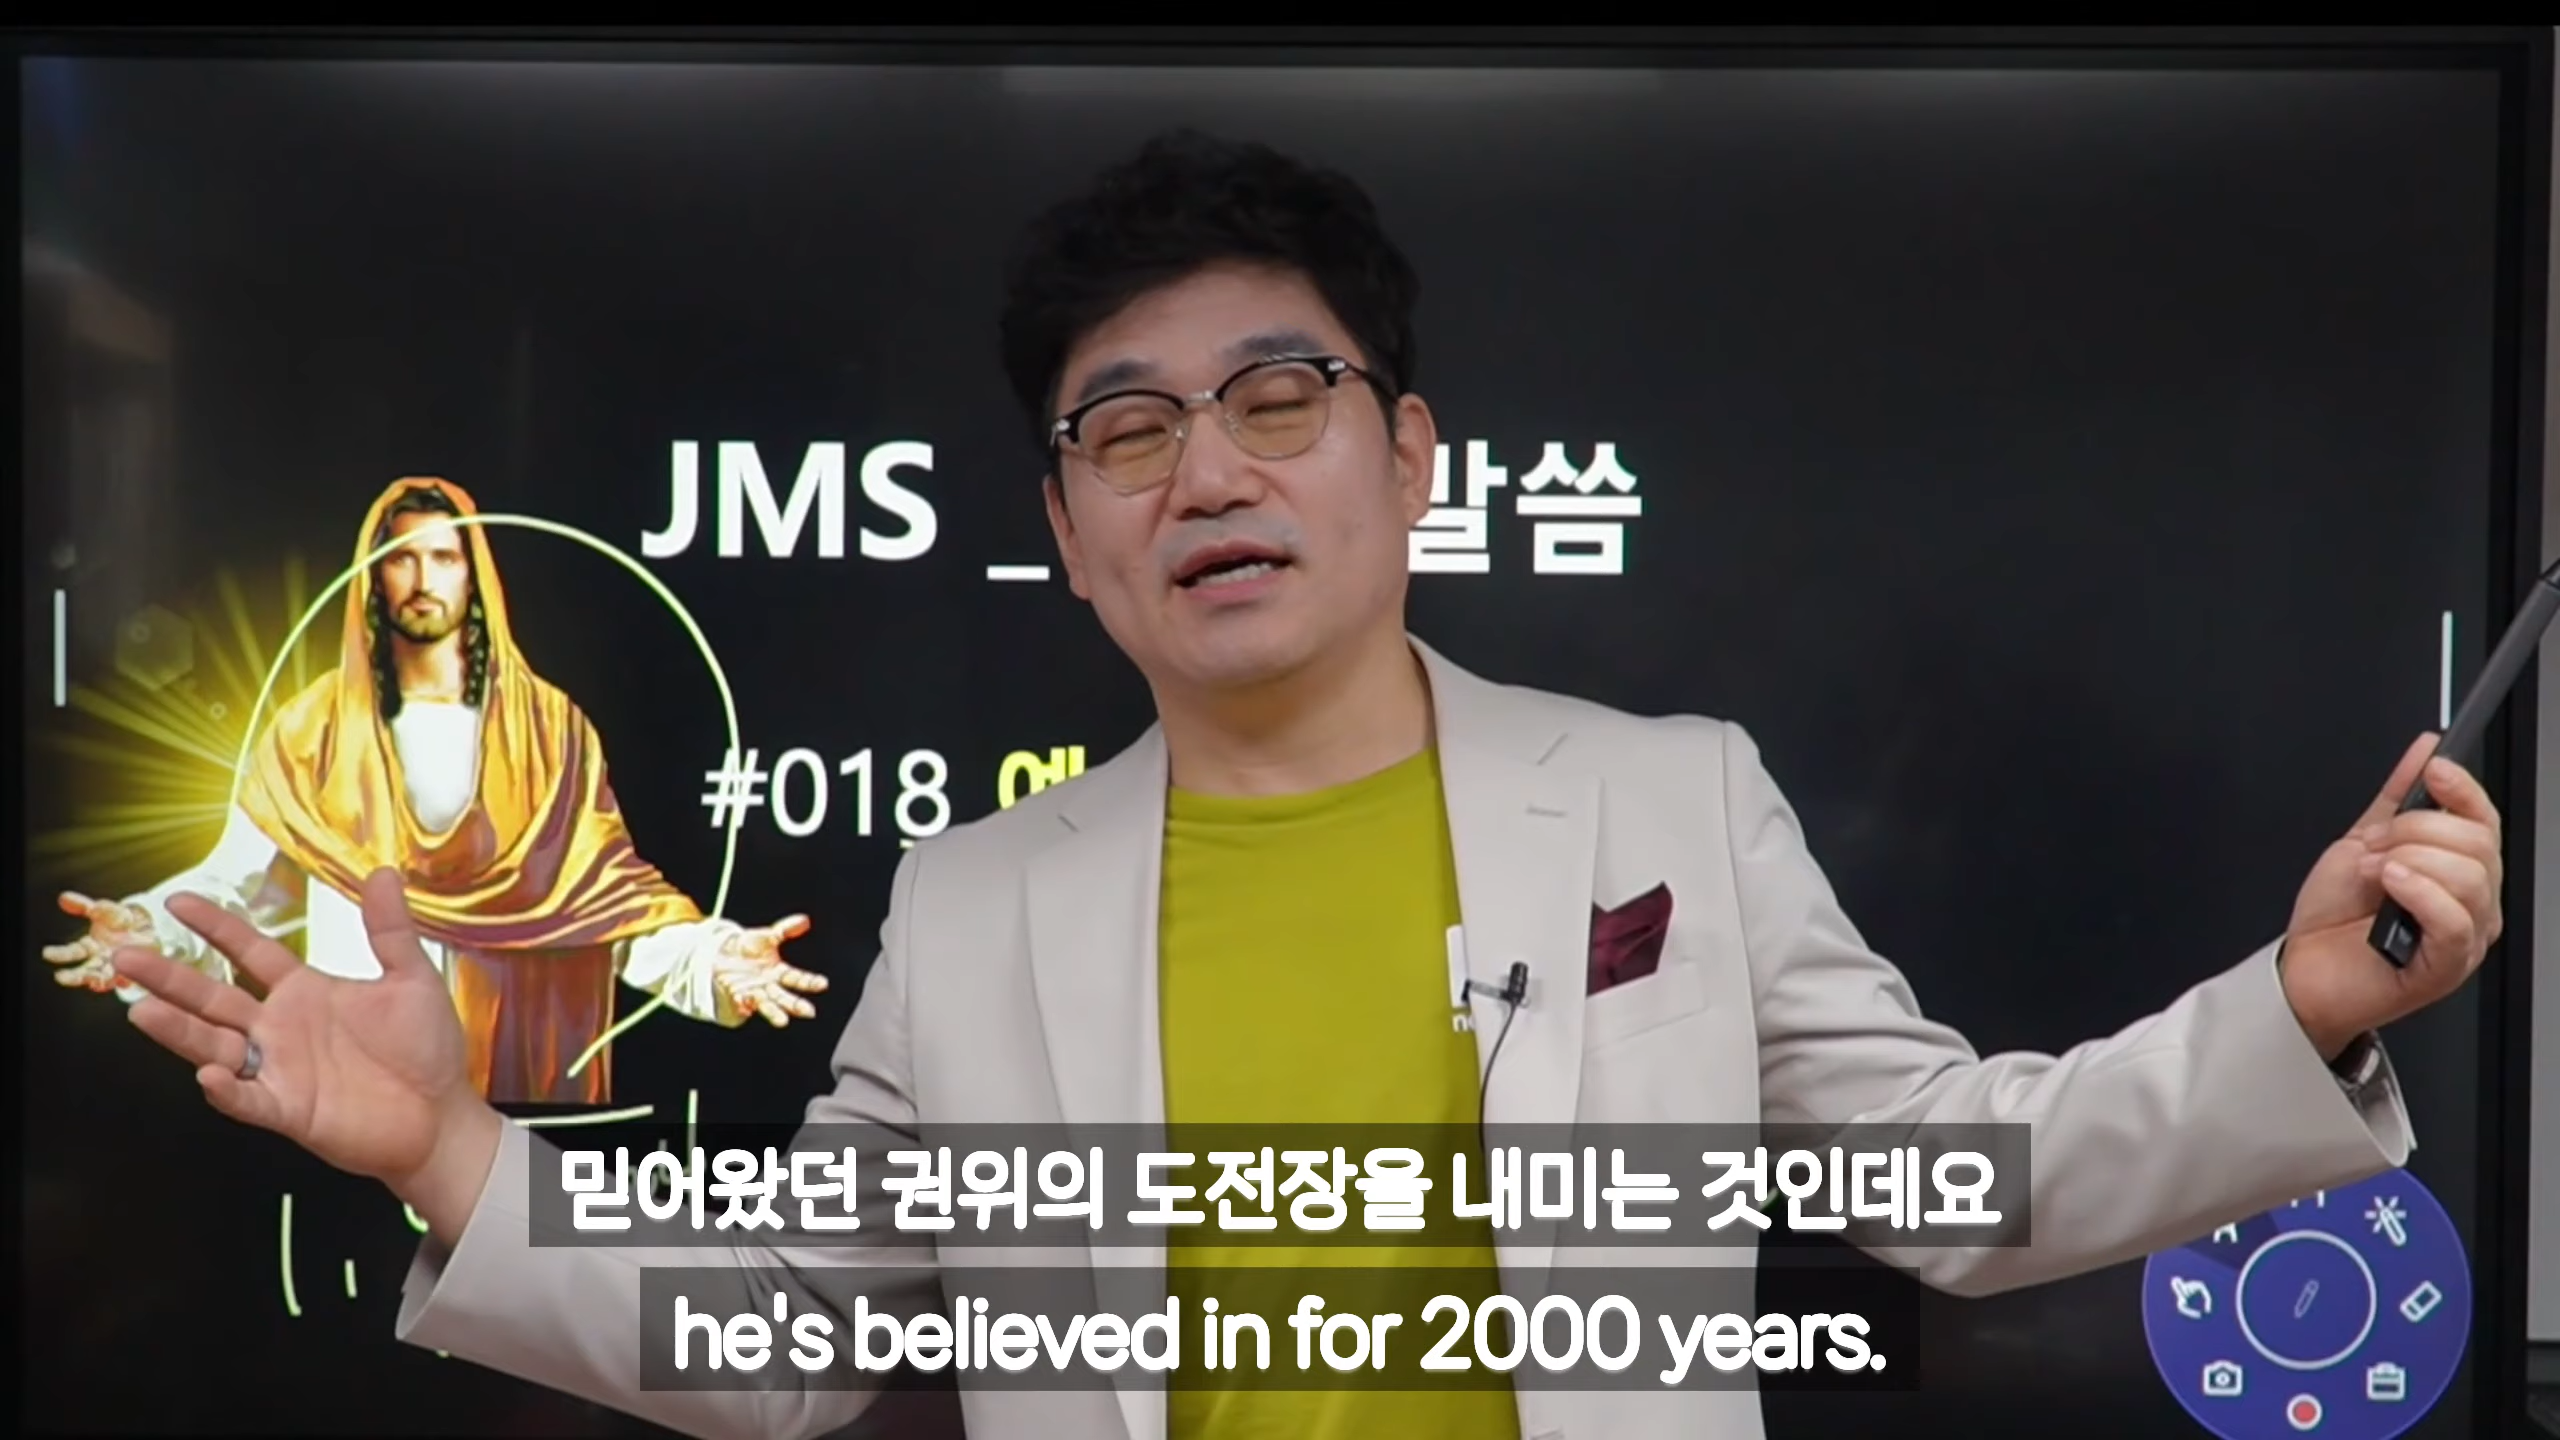 JMS _ 말씀
#018
믿어왔던 권위의 도전장을 내미는 것인데요
he's believed in for 2000 years.